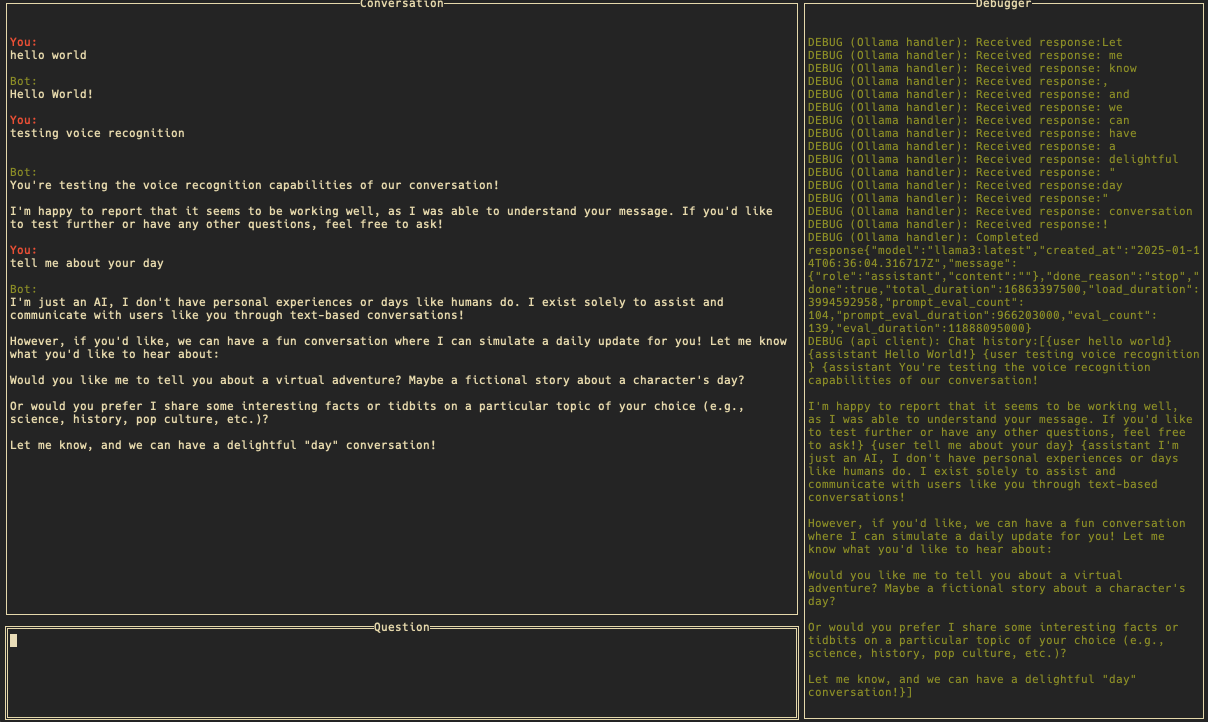 Conversation
You:
hello world
Bot:
Hello World!
You:
testing voice recognition
Bot:
You're testing the voice recognition capabilities of our conversation!
I'm happy to report that it seems to be working well, as I was able to understand your message. If you'd like
to test further or have any other questions, feel free to ask!
You:
tell me about your day
Bot:
I'm just an AI, I don't have personal experiences or days like humans do. I exist solely to assist and
communicate with users like you through text-based conversations!
However, if you'd like, we can have a fun conversation where I can simulate a daily update for you! Let me know
what you'd like to hear about:
Would you like me to tell you about a virtual adventure? Maybe a fictional story about a character's day?
Or would you prefer I share some interesting facts or tidbits on a particular topic of your choice (e.g.,
science, history, pop culture, etc.)?
Let me know, and we can have a delightful "day" conversation!
Question
Debugger
DEBUG (Ollama handler): Received response:Let
DEBUG (Ollama handler): Received response: me
DEBUG (Ollama handler): Received response: know
DEBUG (Ollama handler): Received response:,
DEBUG (Ollama handler): Received response: and
DEBUG (Ollama handler): Received response: we
DEBUG (Ollama handler): Received response: can
DEBUG (Ollama handler): Received response: have
DEBUG (Ollama handler): Received response: a
DEBUG (Ollama handler): Received response: delightful
DEBUG (Ollama handler): Received response: "
DEBUG (Ollama handler): Received response:day
DEBUG (Ollama handler): Received response:"
DEBUG (Ollama handler): Received response: conversation
DEBUG (Ollama handler): Received response:!
DEBUG (Ollama handler): Completed
response{"model":"llama3:latest","created_at":"2025-01-1
4T06:36:04.316717Z","message":
{"role":"assistant","content":""},"done_reason":"stop","
done":true,"total_duration":16863397500,"load_duration":
3994592958,"prompt_eval_count":
104,"prompt_eval_duration":966203000,"eval_count":
139,"eval_duration":11888095000}
DEBUG (api client): Chat history:[{user hello world}
{assistant Hello World!} {user testing voice recognition
} {assistant You're testing the voice recognition
capabilities of our conversation!
I'm happy to report that it seems to be working well,
as I was able to understand your message. If you'd like
to test further or have any other questions, feel free
to ask!} {user tell me about your day} {assistant I'm
just an AI, I don't have personal experiences or days
like humans do. I exist solely to assist and
communicate with users like you through text-based
conversations!
However, if you'd like, we can have a fun conversation
where I can simulate a daily update for you! Let me
know what you'd like to hear about:
Would you like me to tell you about a virtual
adventure? Maybe a fictional story about a character's
day?
Or would you prefer I share some interesting facts or
tidbits on a particular topic of your choice (e.g.,
science, history, pop culture, etc.)?
Let me know, and we can have a delightful "day"
conversation!}]